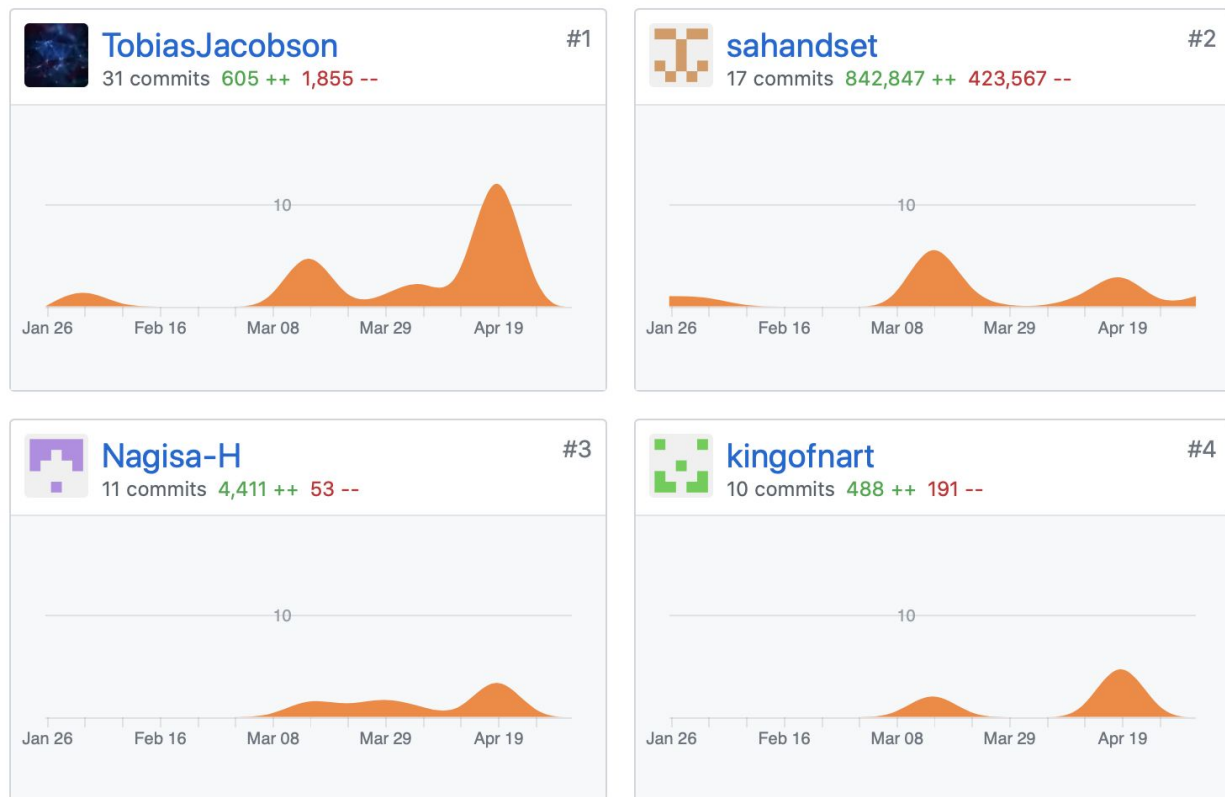 TobiasJacobson
#1
31 commits 605 ++ 1,855 --
10
Jan 26 Feb 16 Mar 08 Mar 29 Apr 19
sahandset
#2
17 commits 842,847 ++ 423,567 --
10
Jan 26 Feb 16 Mar 08 Mar 29 Apr 19
Nagisa-H
#3
11 commits 4,411 ++ 53 --
10
Jan 26 Feb 16 Mar 08 Mar 29 Apr 19
kingofnart
#4
10 commits 488 ++ 191 --
10
Jan 26 Feb 16 Mar 08 Mar 29 Apr 19